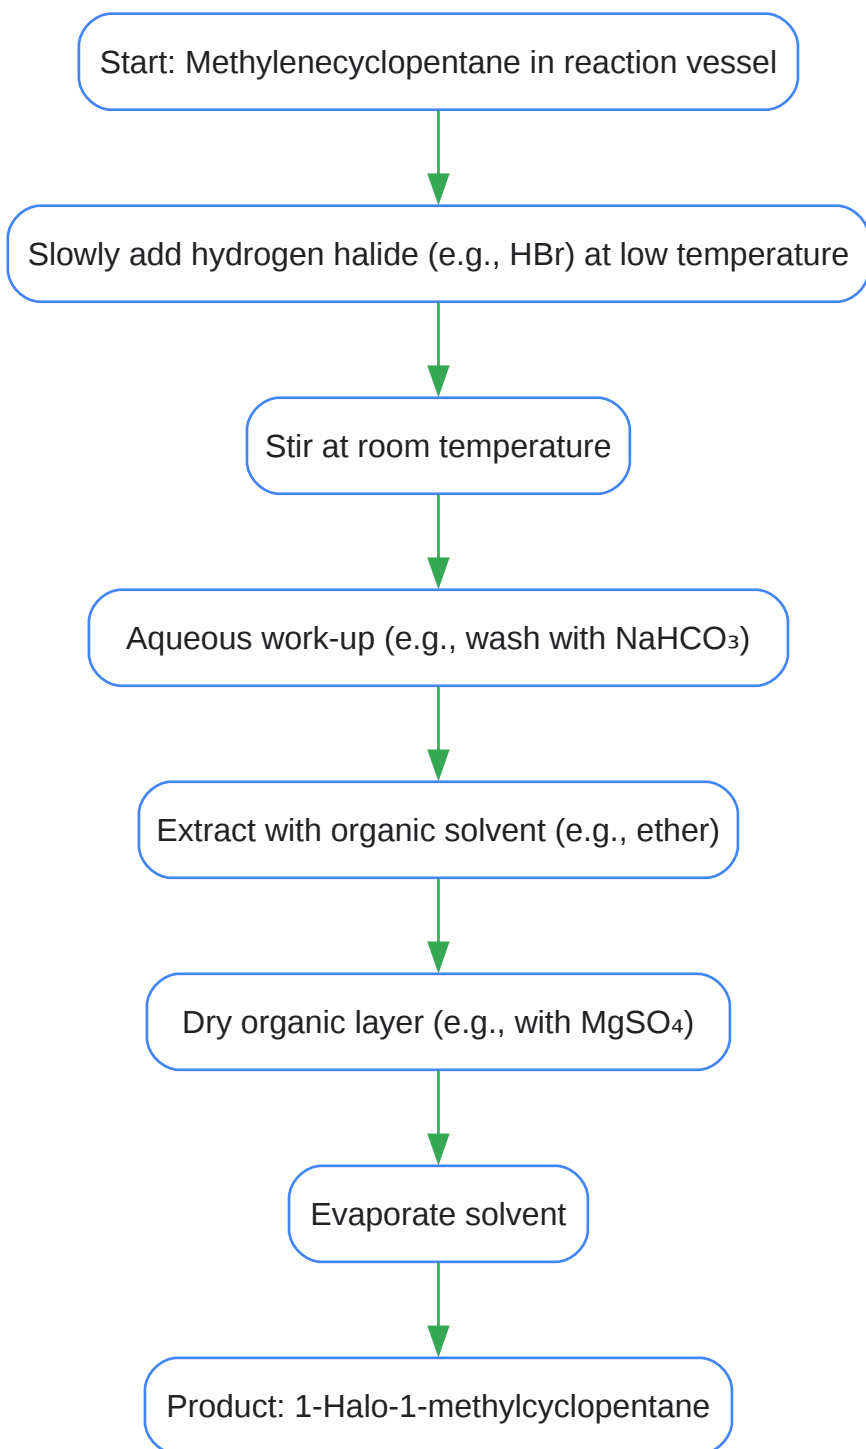 Start: Methylenecyclopentane in reaction vessel
Slowly add hydrogen halide (e.g., HBr) at low temperature
Stir at room temperature
Aqueous work-up (e.g., wash with NaHCO₃)
Extract with organic solvent (e.g., ether)
Dry organic layer (e.g., with MgSO₄)
Evaporate solvent
Product: 1-Halo-1-methylcyclopentane